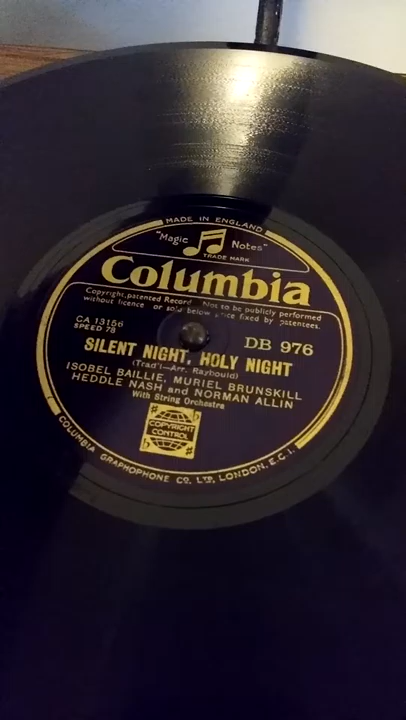 MADE IN ENGLAND
"Magic Notes"
TRADE MARK
Columbia
Copyright, patented Record Not to be publicly performed
without licence or sold below price fixed by patentees.
CA 13156
SPEED 78
DB 976
SILENT NIGHT, HOLY NIGHT
(Trad'l—Arr. Raybould)
ISOBEL BAILLIE, MURIEL BRUNSKILL
HEDDLE NASH and NORMAN ALLIN
With String Orchestra
COPYRIGHT
CONTROL
COLUMBIA GRAPHOPHONE CO. LTD. LONDON, E.C.1.